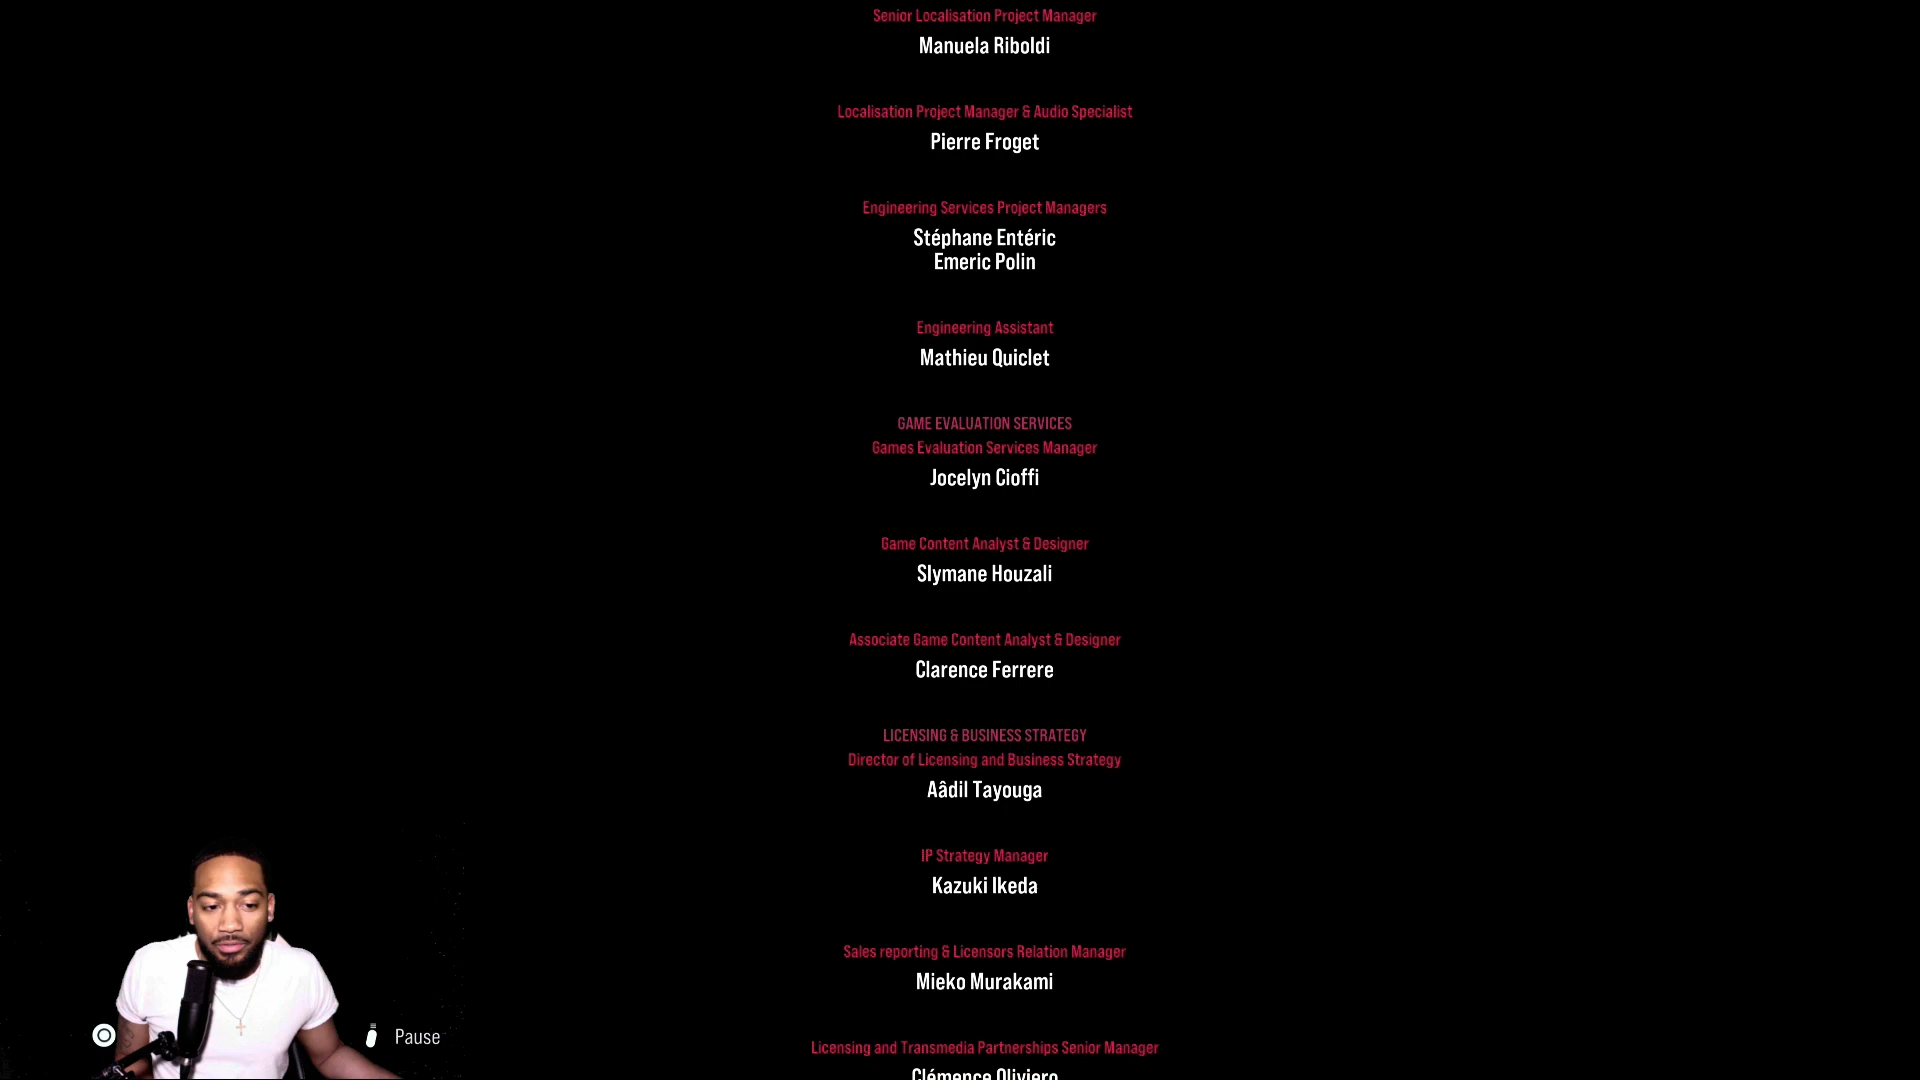 Senior Localisation Project Manager
Manuela Riboldi
Localisation Project Manager & Audio Specialist
Pierre Froget
Engineering Services Project Managers
Stéphane Entéric
Emeric Polin
Engineering Assistant
Mathieu Quiclet
GAME EVALUATION SERVICES
Games Evaluation Services Manager
Jocelyn Cioffi
Game Content Analyst & Designer
Slymane Houzali
Associate Game Content Analyst & Designer
Clarence Ferrere
LICENSING & BUSINESS STRATEGY
Director of Licensing and Business Strategy
Aâdil Tayouga
IP Strategy Manager
Kazuki Ikeda
Sales reporting & Licensors Relation Manager
Mieko Murakami
Licensing and Transmedia Partnerships Senior Manager
Clémence Oliviero
Pause